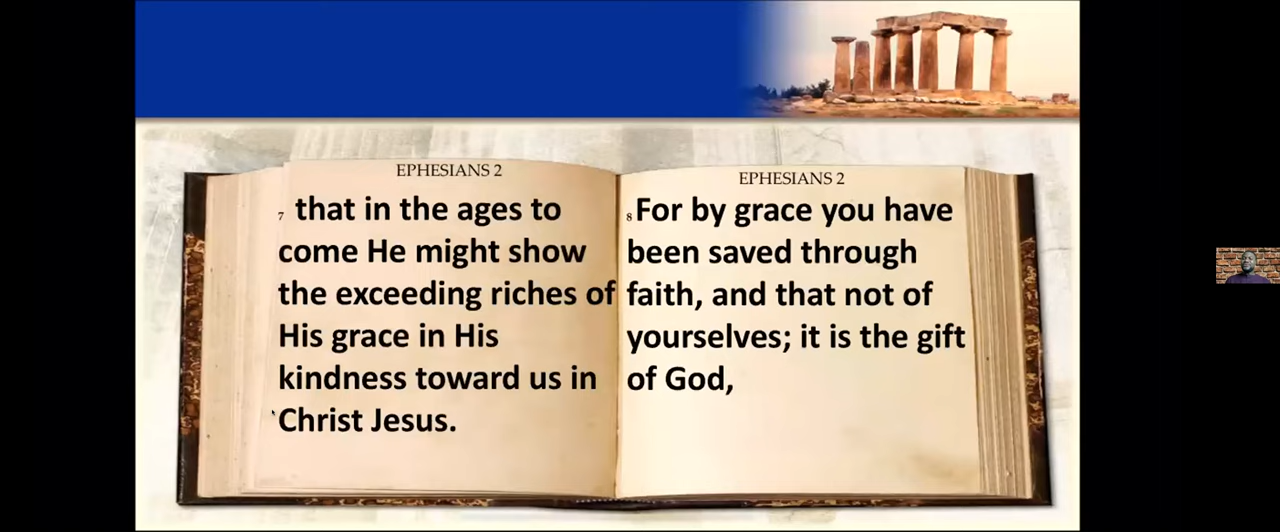 EPHESIANS 2
7 that in the ages to
come He might show
the exceeding riches of
His grace in His
kindness toward us in
Christ Jesus.
EPHESIANS 2
8 For by grace you have
been saved through
faith, and that not of
yourselves; it is the gift
of God,